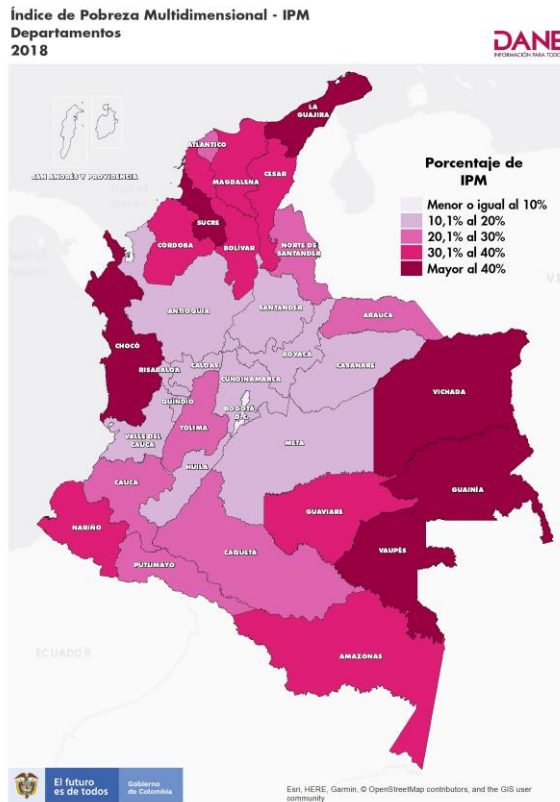 Índice de Pobreza Multidimensional - IPM
Departamentos
2018
DANE
INFORMACIÓN PARA TODOS
LA
GUAJIRA
ATLÁNTICO
MAGDALENA
CESAR
SAN ANDRÉS Y PROVIDENCIA
SUCRE
CÓRDOBA
BOLÍVAR
NORTE DE
SANTANDER
Porcentaje de
IPM
Menor o igual al 10%
10,1% al 20%
20,1% al 30%
30,1% al 40%
Mayor al 40%
ANTIOQUIA
SANTANDER
ARAUCA
CHOCÓ
BOYACÁ
CASANARE
RISARALDA
CALDAS
CUNDINAMARCA
VICHADA
QUINDÍO
BOGOTÁ
D.C.
TOLIMA
VALLE DEL
CAUCA
META
HUILA
GUAINÍA
CAUCA
GUAVIARE
NARIÑO
VAUPÉS
CAQUETÁ
PUTUMAYO
ECUADOR
AMAZONAS
El futuro
es de todos
Gobierno
de Colombia
Esri, HERE, Garmin, © OpenStreetMap contributors, and the GIS user
community